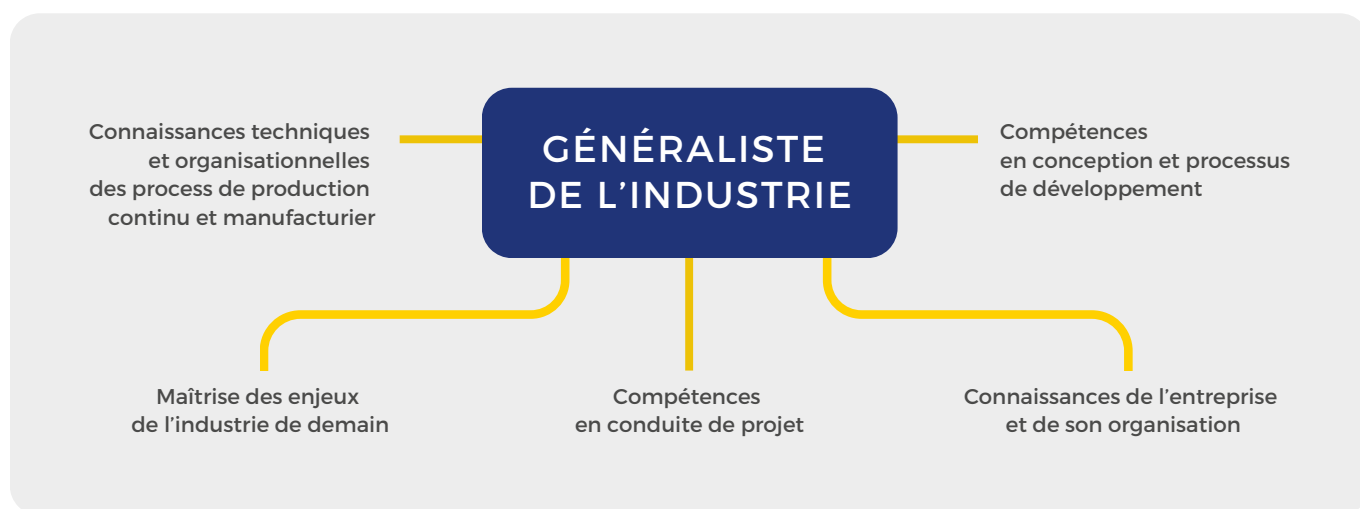 Connaissances techniques
et organisationnelles
des process de production
continu et manufacturier
GÉNÉRALISTE
DE L'INDUSTRIE
Compétences
en conception et processus
de développement
Maîtrise des enjeux
de l'industrie de demain
Compétences
en conduite de projet
Connaissances de l'entreprise
et de son organisation